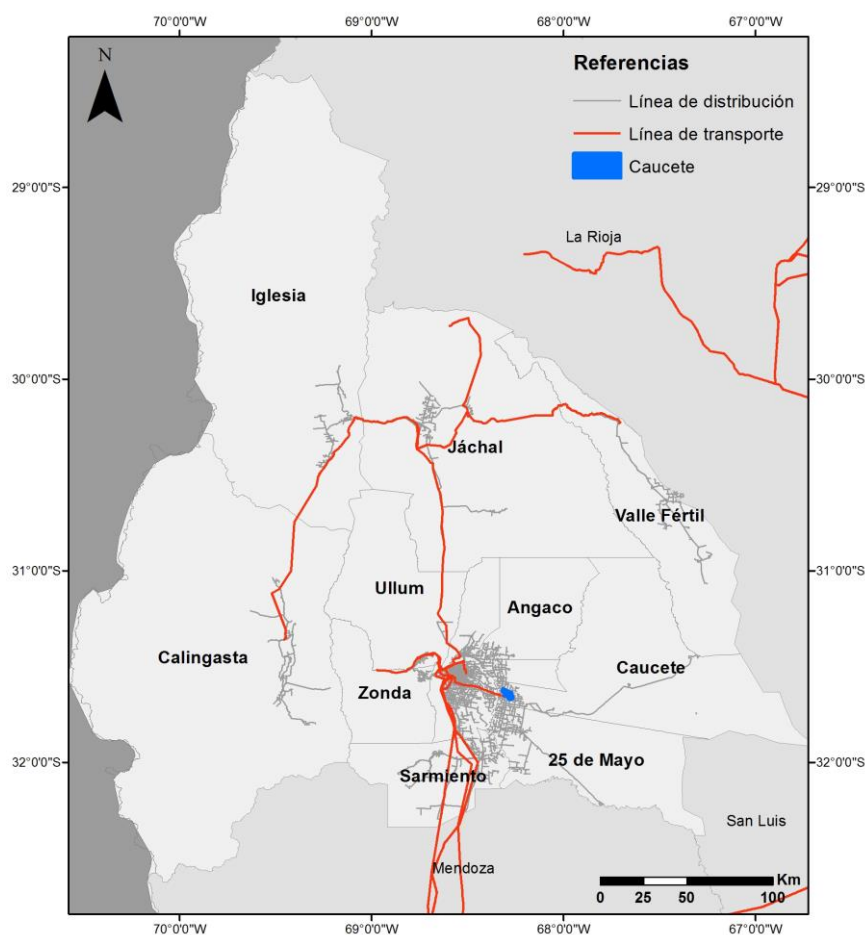 70°0'0"W 69°0'0"W 68°0'0"W 67°0'0"W
N
Referencias
Línea de distribución
Línea de transporte
Caucete
29°0'0"S 29°0'0"S
La Rioja
Iglesia
30°0'0"S 30°0'0"S
Jáchal
Valle Fértil
31°0'0"S 31°0'0"S
Ullum
Angaco
Calingasta
Caucete
Zonda
32°0'0"S 32°0'0"S
25 de Mayo
Sarmiento
San Luis
Mendoza
Km
0 25 50 100
70°0'0"W 69°0'0"W 68°0'0"W 67°0'0"W